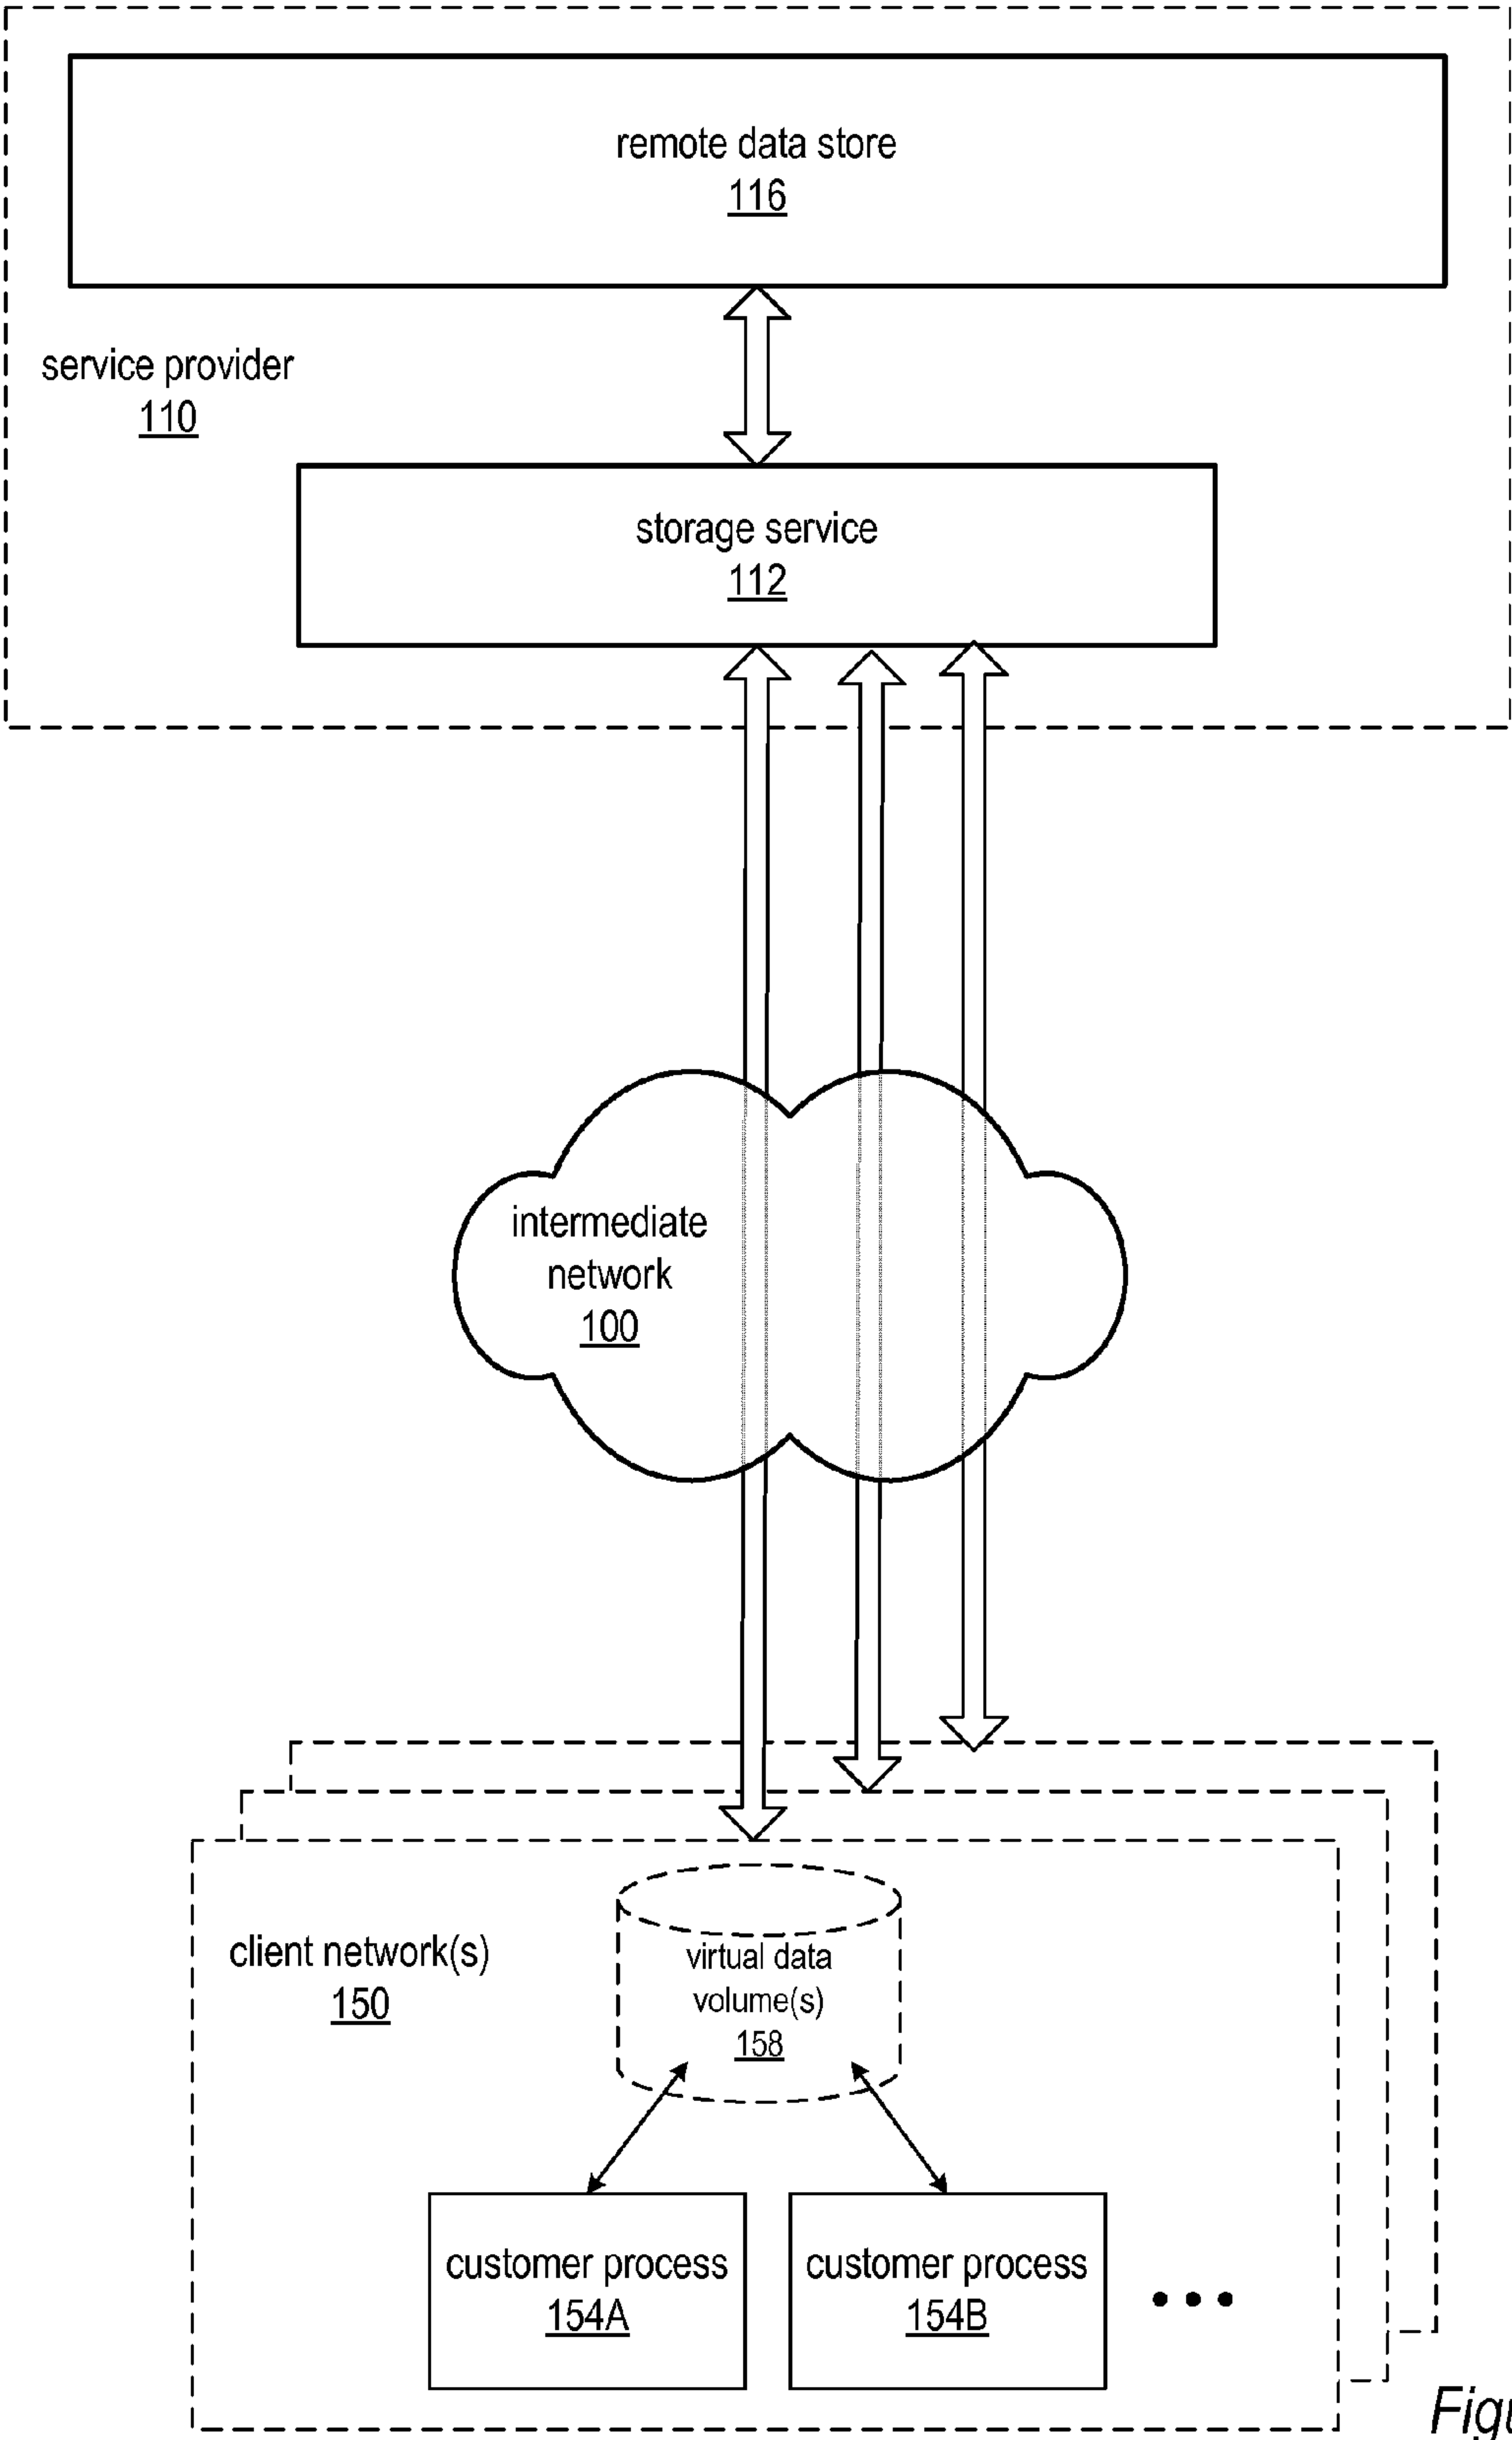 remote data store
116
service provider
110
storage service
112
intermediate
network
100
client network(s)
150
virtual data
volume(s)
158
customer process
154A
customer process
154B